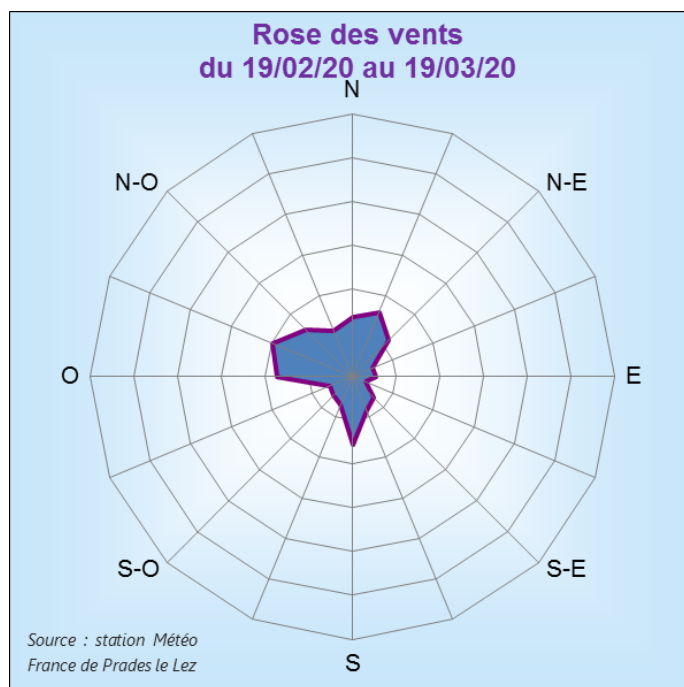 Rose des vents
du 19/02/20 au 19/03/20
N
N-O
N-E
O
E
S-O
S-E
S
Source : station Météo
France de Prades le Lez